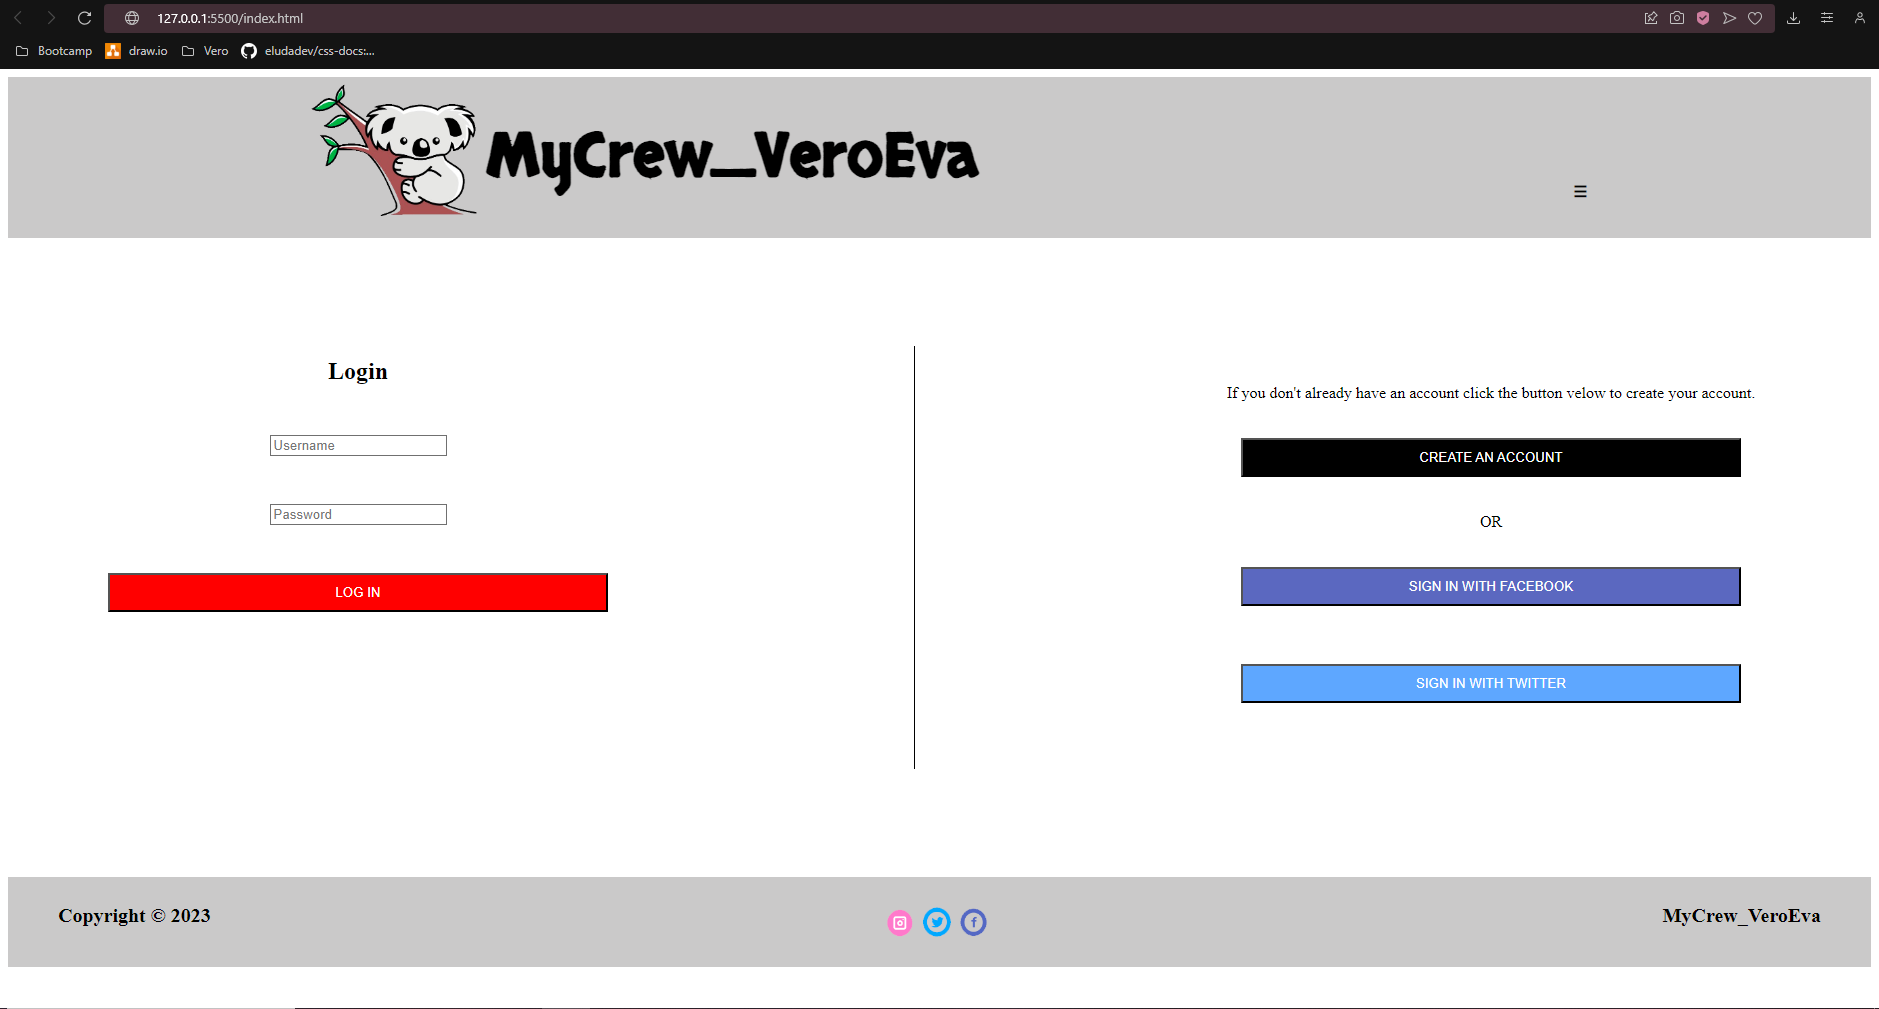 127.0.0.1:5500/index.html
Bootcamp draw.io Vero eludadev/css-docs:...
MyCrew_VeroEva
Login
Username
Password
LOG IN
If you don't already have an account click the button velow to create your account.
CREATE AN ACCOUNT
OR
SIGN IN WITH FACEBOOK
SIGN IN WITH TWITTER
Copyright © 2023
MyCrew_VeroEva